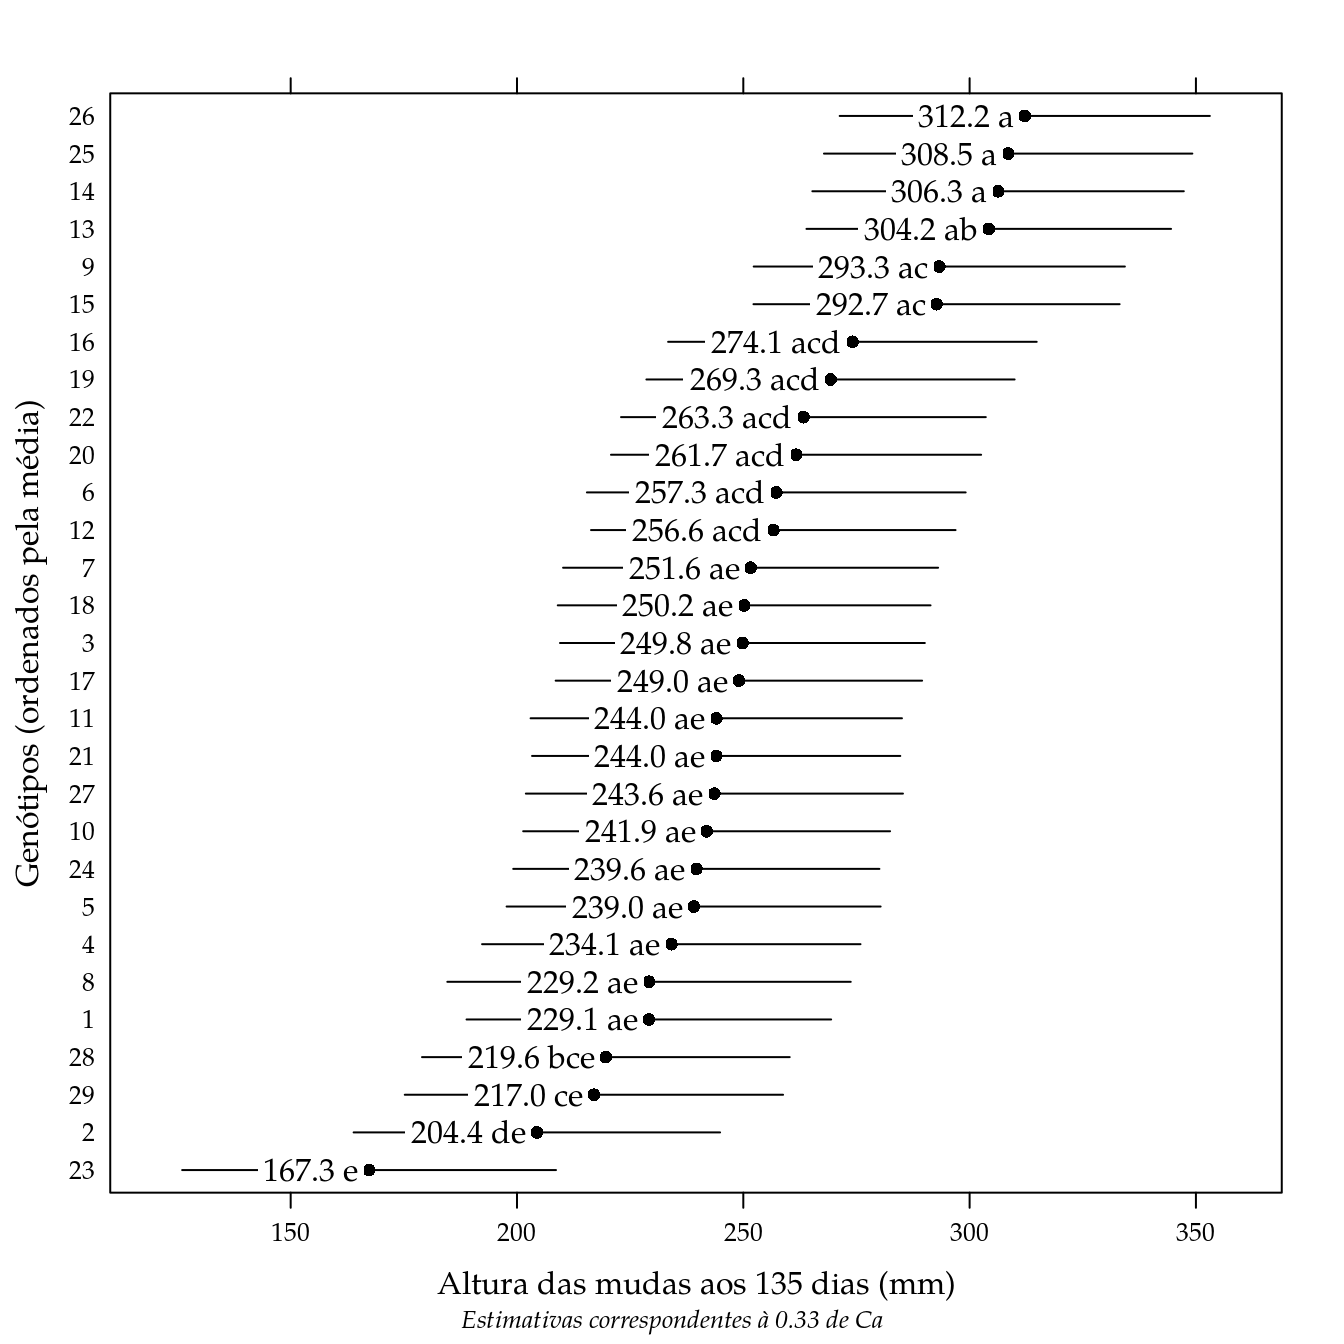 Genótipos (ordenados pela média)
26 312.2 a
25 308.5 a
14 306.3 a
13 304.2 ab
9 293.3 ac
15 292.7 ac
16 274.1 acd
19 269.3 acd
22 263.3 acd
20 261.7 acd
6 257.3 acd
12 256.6 acd
7 251.6 ae
18 250.2 ae
3 249.8 ae
17 249.0 ae
11 244.0 ae
21 244.0 ae
27 243.6 ae
10 241.9 ae
24 239.6 ae
5 239.0 ae
4 234.1 ae
8 229.2 ae
1 229.1 ae
28 219.6 bce
29 217.0 ce
2 204.4 de
23 167.3 e
150 200 250 300 350
Altura das mudas aos 135 dias (mm)
Estimativas correspondentes à 0.33 de Ca